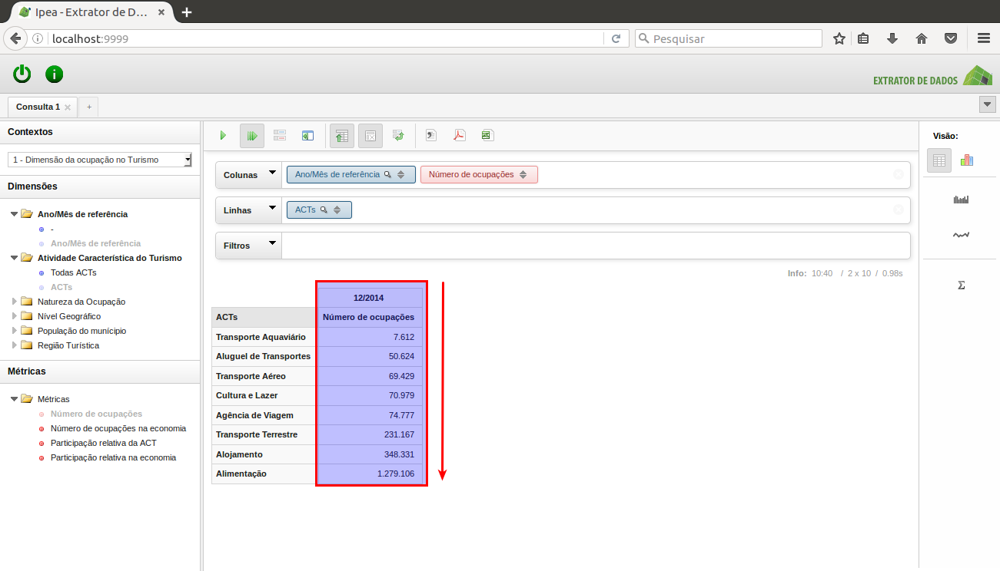 Ipea - Extrator de D...
localhost:9999
Pesquisar
EXTRATOR DE DADOS
Consulta 1
+
Contextos
1 - Dimensão da ocupação no Turismo
Dimensões
Ano/Mês de referência
-
Ano/Mês de referência
Atividade Característica do Turismo
Todas ACTs
ACTs
Natureza da Ocupação
Nível Geográfico
População do munícipio
Região Turística
Métricas
Métricas
Número de ocupações
Número de ocupações na economia
Participação relativa da ACT
Participação relativa na economia
Colunas Ano/Mês de referência Número de ocupações
Linhas ACTs
Filtros
Info: 10:40 / 2 x 10 / 0.98s
12/2014
ACTs Número de ocupações
Transporte Aquaviário 7.612
Aluguel de Transportes 50.624
Transporte Aéreo 69.429
Cultura e Lazer 70.979
Agência de Viagem 74.777
Transporte Terrestre 231.167
Alojamento 348.331
Alimentação 1.279.106
Visão:
Σ